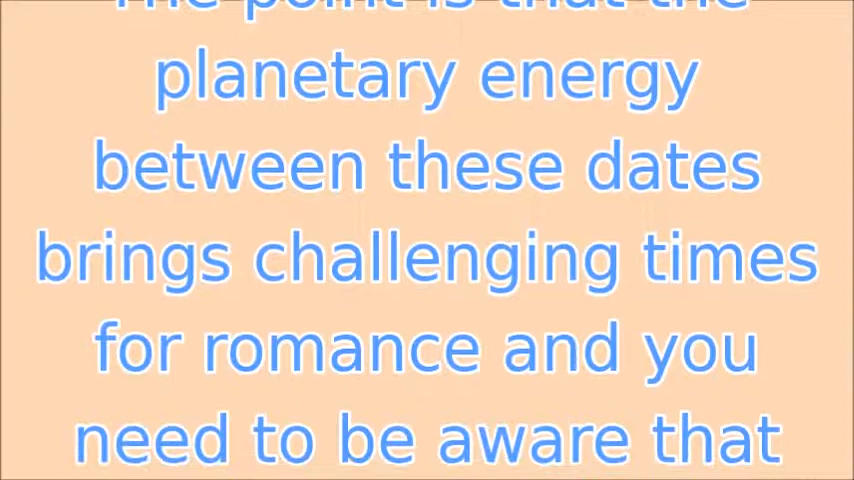 The point is that the
planetary energy
between these dates
brings challenging times
for romance and you
need to be aware that